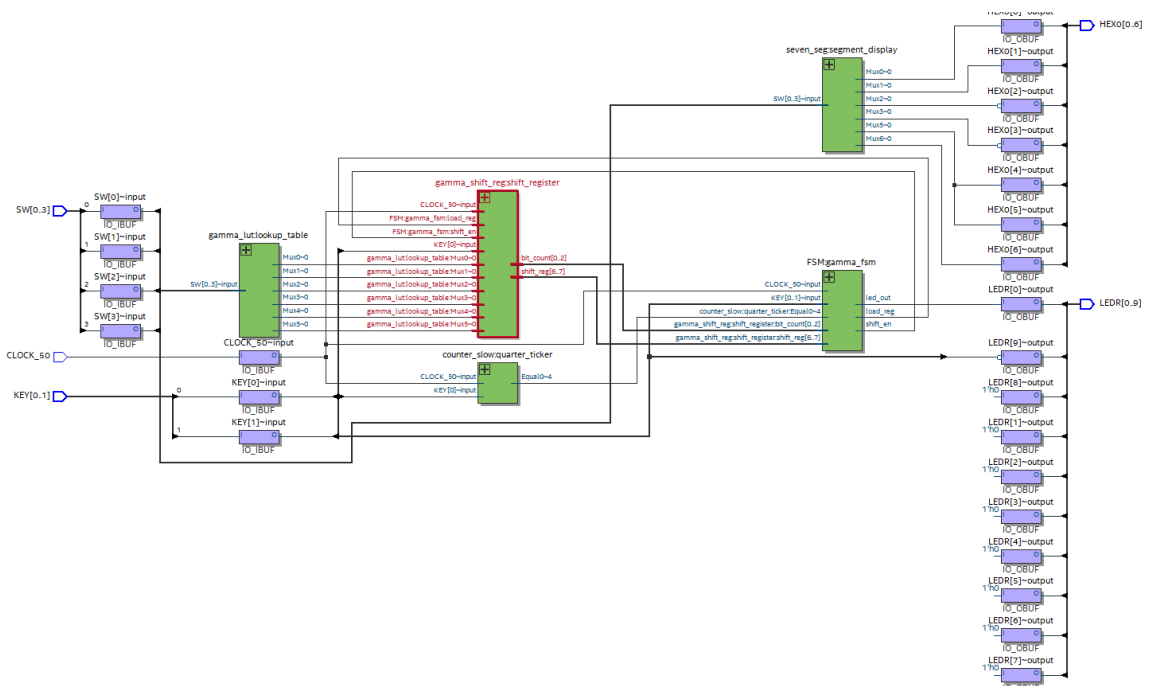 SW[0..3]
SW[0]~input
0
I
O
IO_IBUF
SW[1]~input
1
I
O
IO_IBUF
SW[2]~input
2
I
O
IO_IBUF
SW[3]~input
3
I
O
IO_IBUF
CLOCK_50
CLOCK_50~input
I
O
IO_IBUF
KEY[0..1]
KEY[0]~input
0
I
O
IO_IBUF
KEY[1]~input
1
I
O
IO_IBUF
gamma_lut:lookup_table
SW[0..3]~input
Mux0~0
Mux1~0
Mux2~0
Mux3~0
Mux4~0
Mux5~0
gamma_shift_reg:shift_register
CLOCK_50~input
FSM:gamma_fsm:load_reg
FSM:gamma_fsm:shift_en
KEY[0]~input
gamma_lut:lookup_table:Mux0~0
gamma_lut:lookup_table:Mux1~0
gamma_lut:lookup_table:Mux2~0
gamma_lut:lookup_table:Mux3~0
gamma_lut:lookup_table:Mux4~0
gamma_lut:lookup_table:Mux5~0
bit_count[0..2]
shift_reg[6..7]
counter_slow:quarter_ticker
CLOCK_50~input
KEY[0]~input
Equal0~4
seven_seg:segment_display
SW[0..3]~input
Mux0~0
Mux1~0
Mux2~0
Mux3~0
Mux5~0
Mux6~0
FSM:gamma_fsm
CLOCK_50~input
KEY[0..1]~input
counter_slow:quarter_ticker:Equal0~4
gamma_shift_reg:shift_register:bit_count[0..2]
gamma_shift_reg:shift_register:shift_reg[6..7]
led_out
load_reg
shift_en
HEX0[0]~output
I
O
IO_OBUF
HEX0[1]~output
I
O
IO_OBUF
HEX0[2]~output
I
O
IO_OBUF
HEX0[3]~output
I
O
IO_OBUF
HEX0[4]~output
I
O
IO_OBUF
HEX0[5]~output
I
O
IO_OBUF
HEX0[6]~output
I
O
IO_OBUF
HEX0[0..6]
LEDR[0]~output
I
O
IO_OBUF
LEDR[0..9]
LEDR[9]~output
I
O
IO_OBUF
LEDR[8]~output
1'h0
I
O
IO_OBUF
LEDR[1]~output
1'h0
I
O
IO_OBUF
LEDR[2]~output
1'h0
I
O
IO_OBUF
LEDR[3]~output
1'h0
I
O
IO_OBUF
LEDR[4]~output
1'h0
I
O
IO_OBUF
LEDR[5]~output
1'h0
I
O
IO_OBUF
LEDR[6]~output
1'h0
I
O
IO_OBUF
LEDR[7]~output
1'h0
I
O